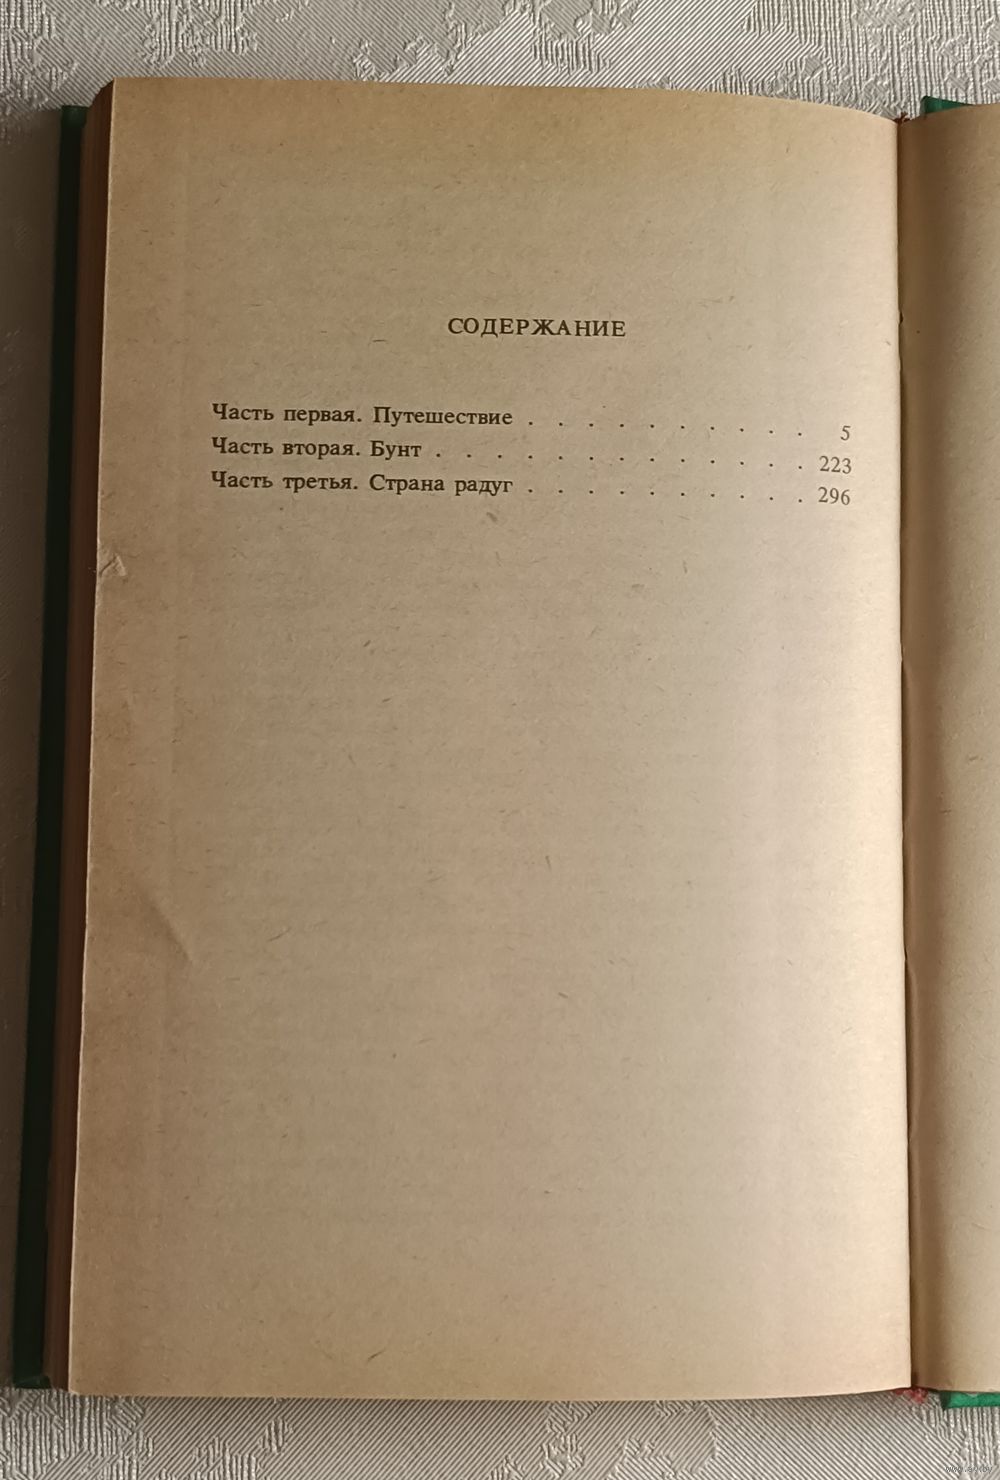 СОДЕРЖАНИЕ
Часть первая. Путешествие . . . . . . . . . . 5
Часть вторая. Бунт . . . . . . . . . . . . . 223
Часть третья. Страна радуг . . . . . . . . . . 296